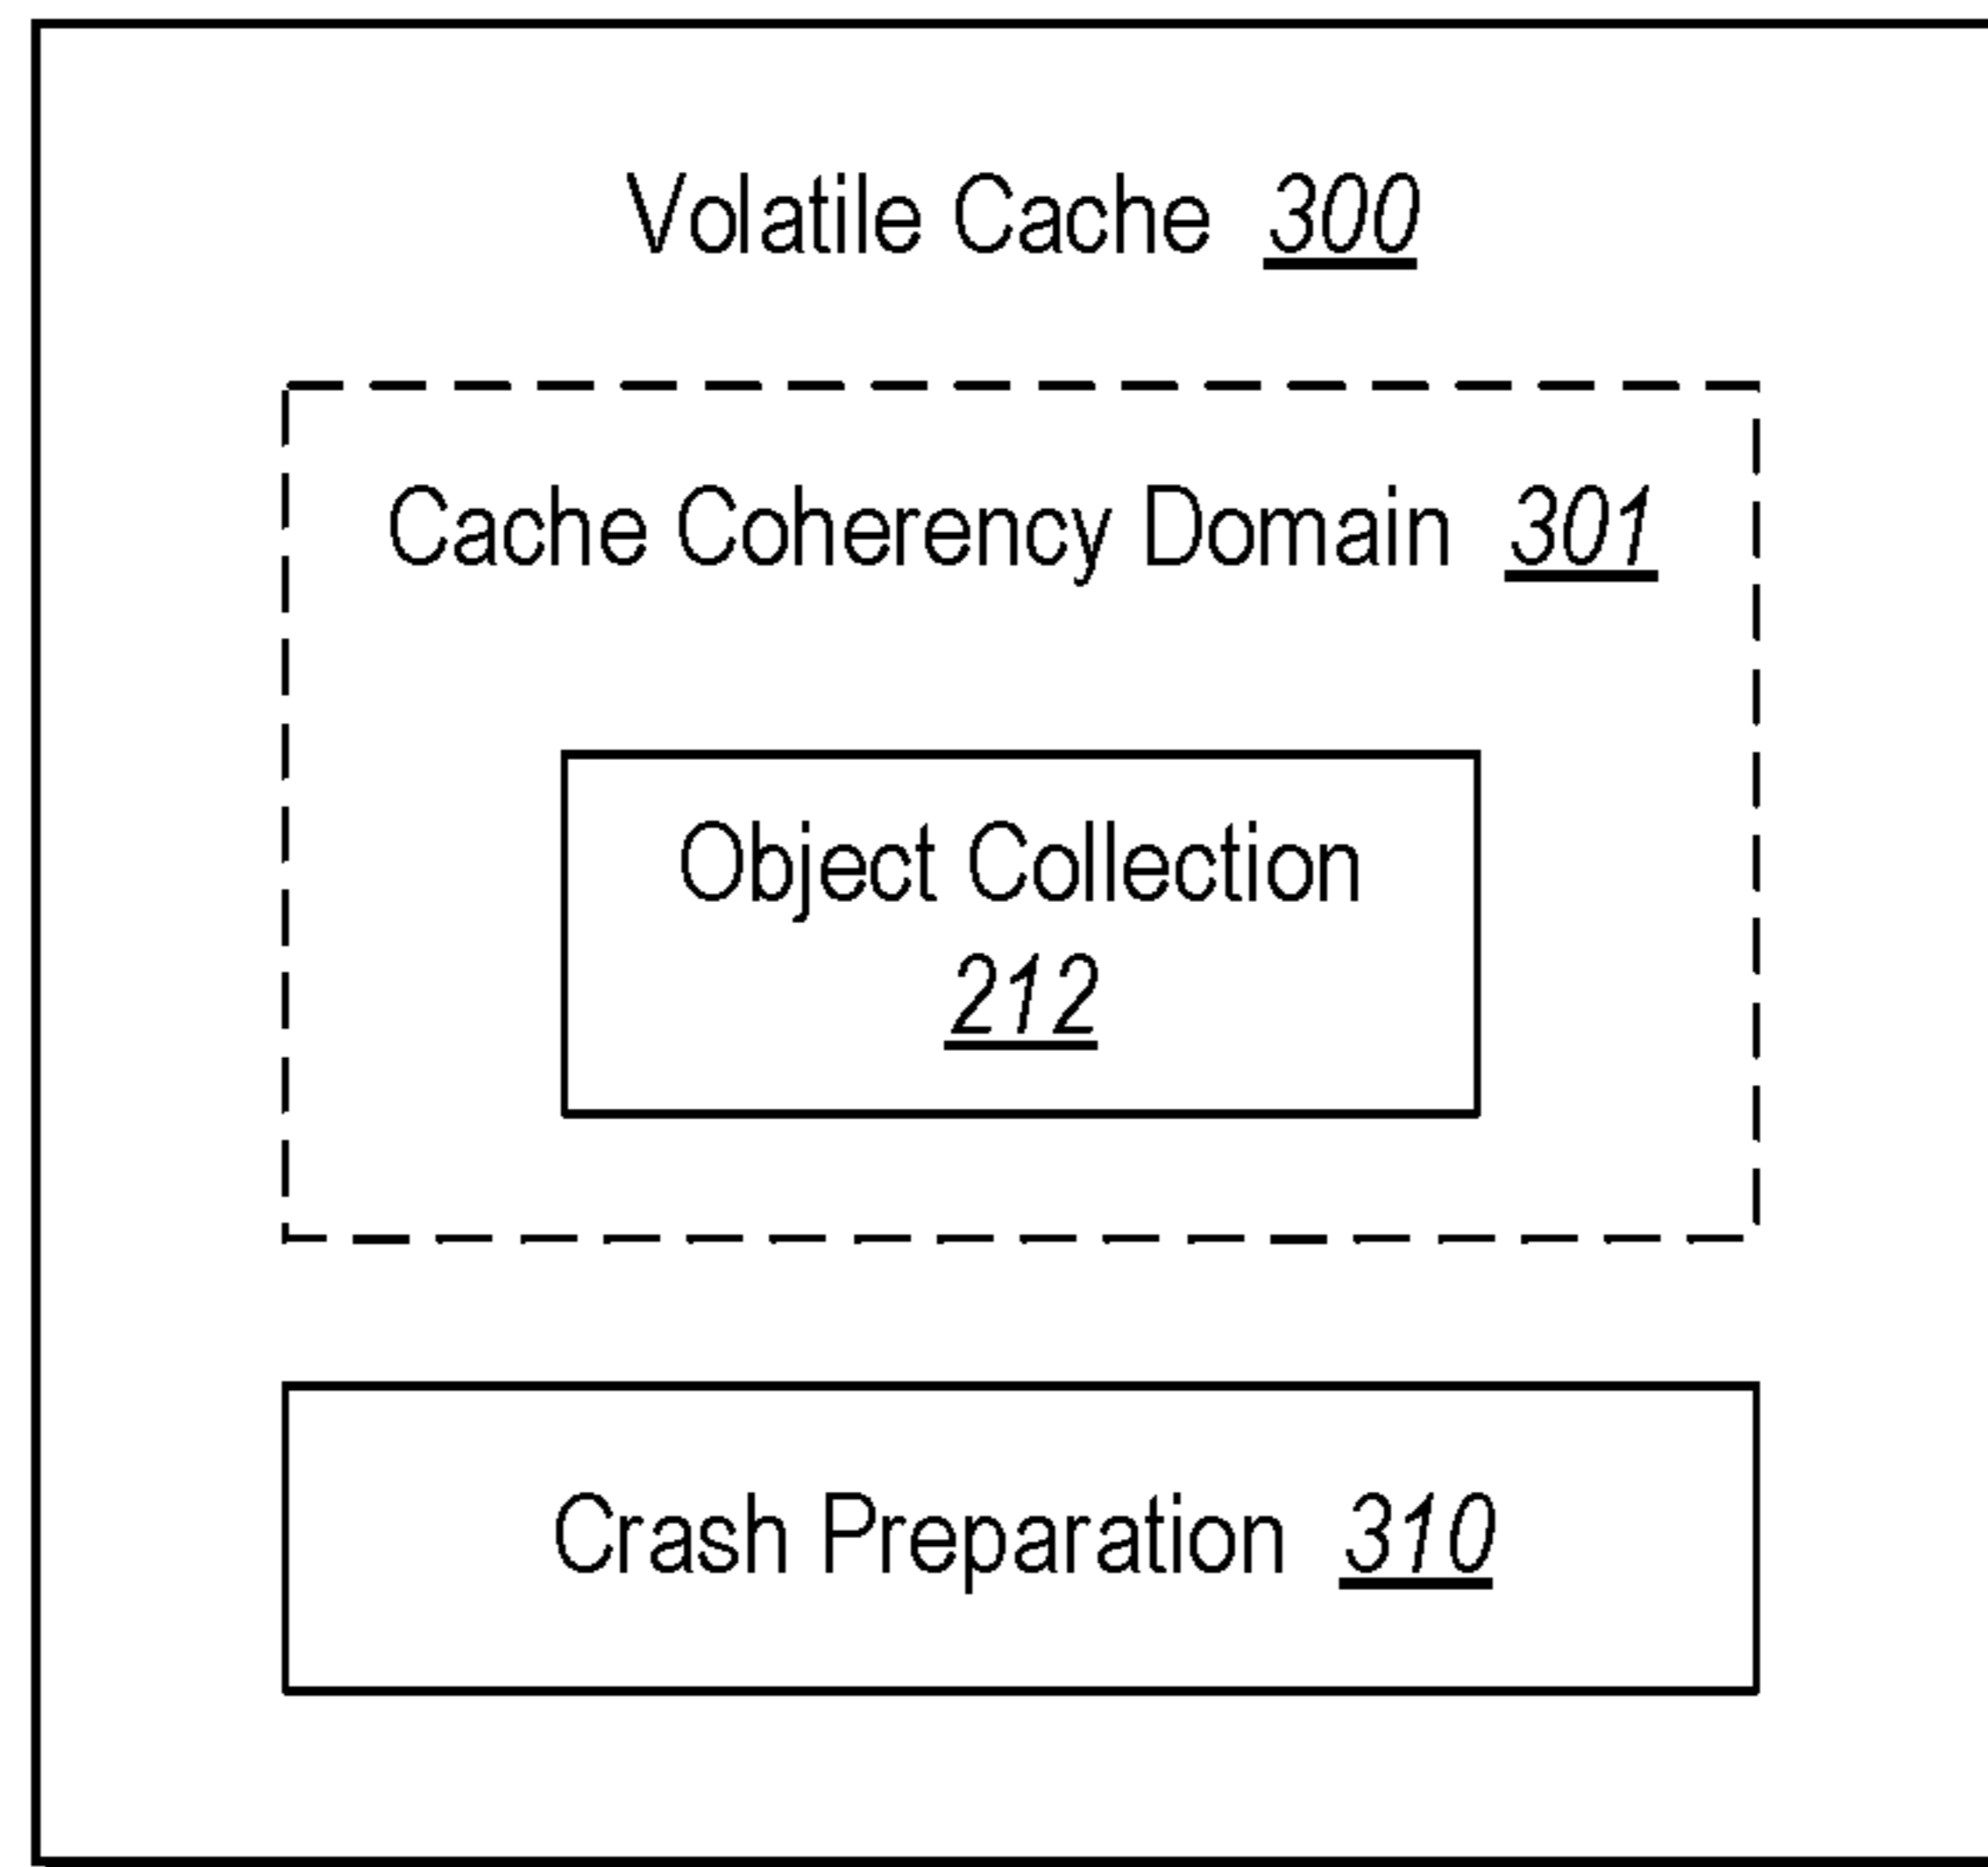 Volatile Cache 300
Cache Coherency Domain 301
Object Collection
212
Crash Preparation 310